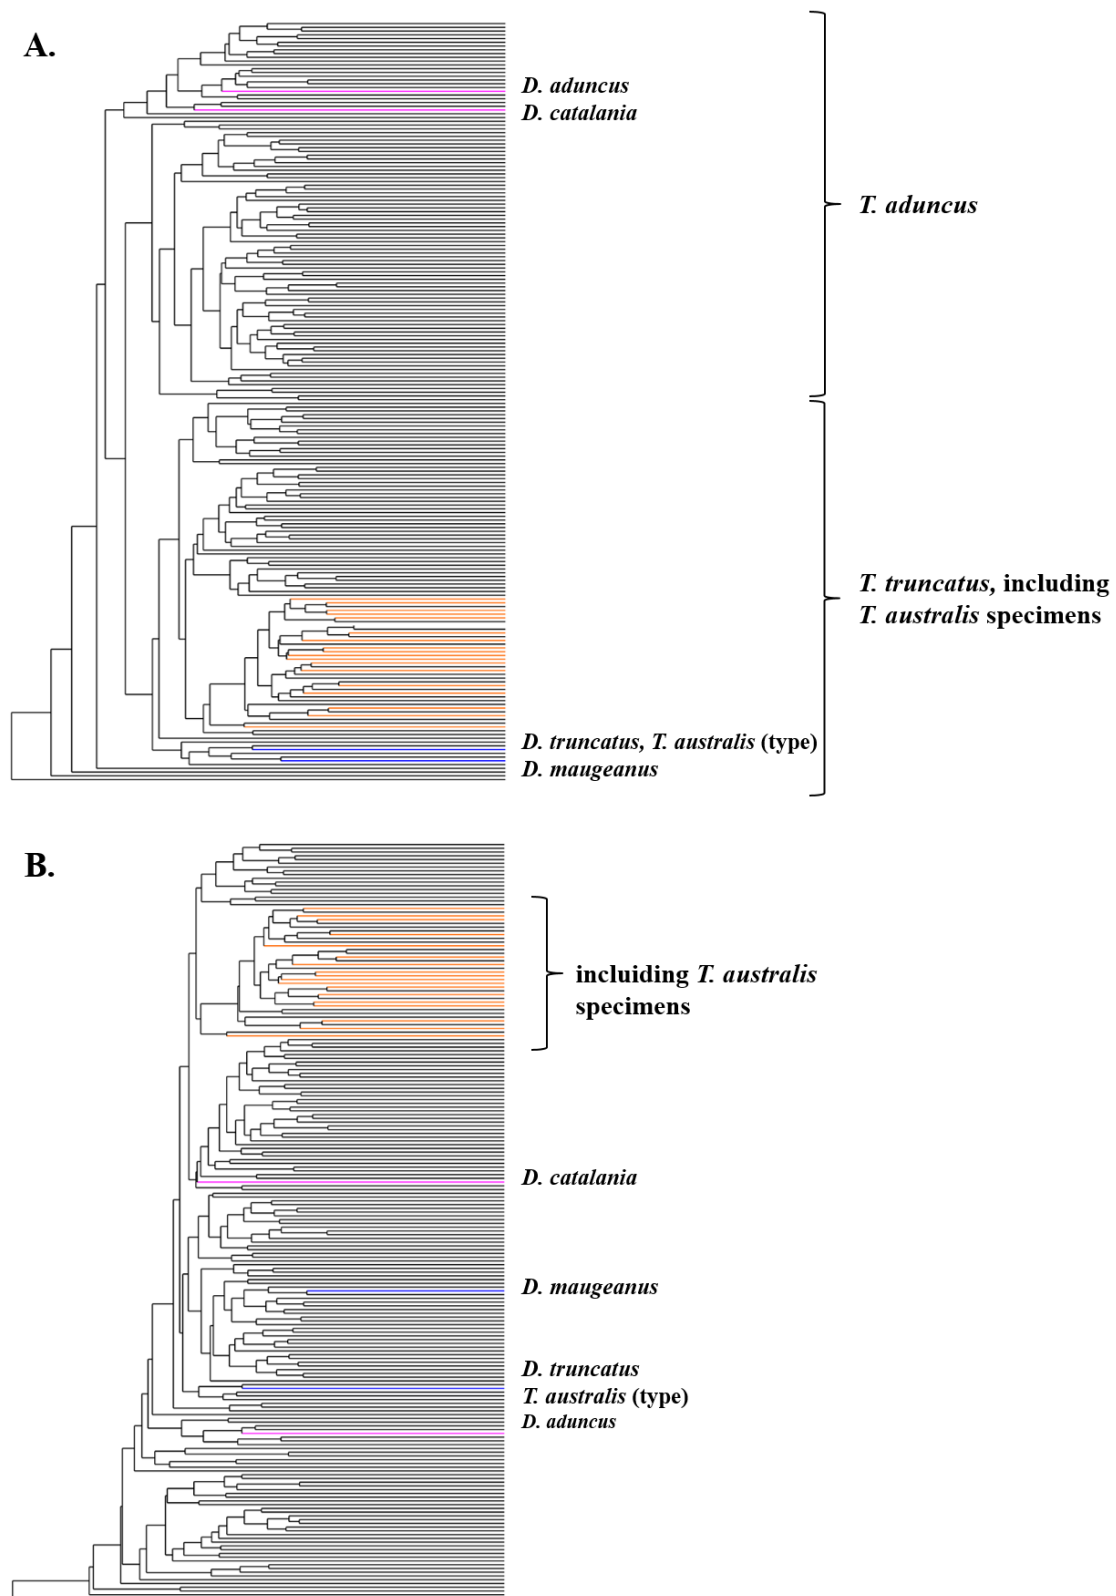 A.
D. aduncus
D. catalania
T. aduncus
T. truncatus, including
T. australis specimens
D. truncatus, T. australis (type)
D. maugeanus
B.
incluiding T. australis
specimens
D. catalania
D. maugeanus
D. truncatus
T. australis (type)
D. aduncus